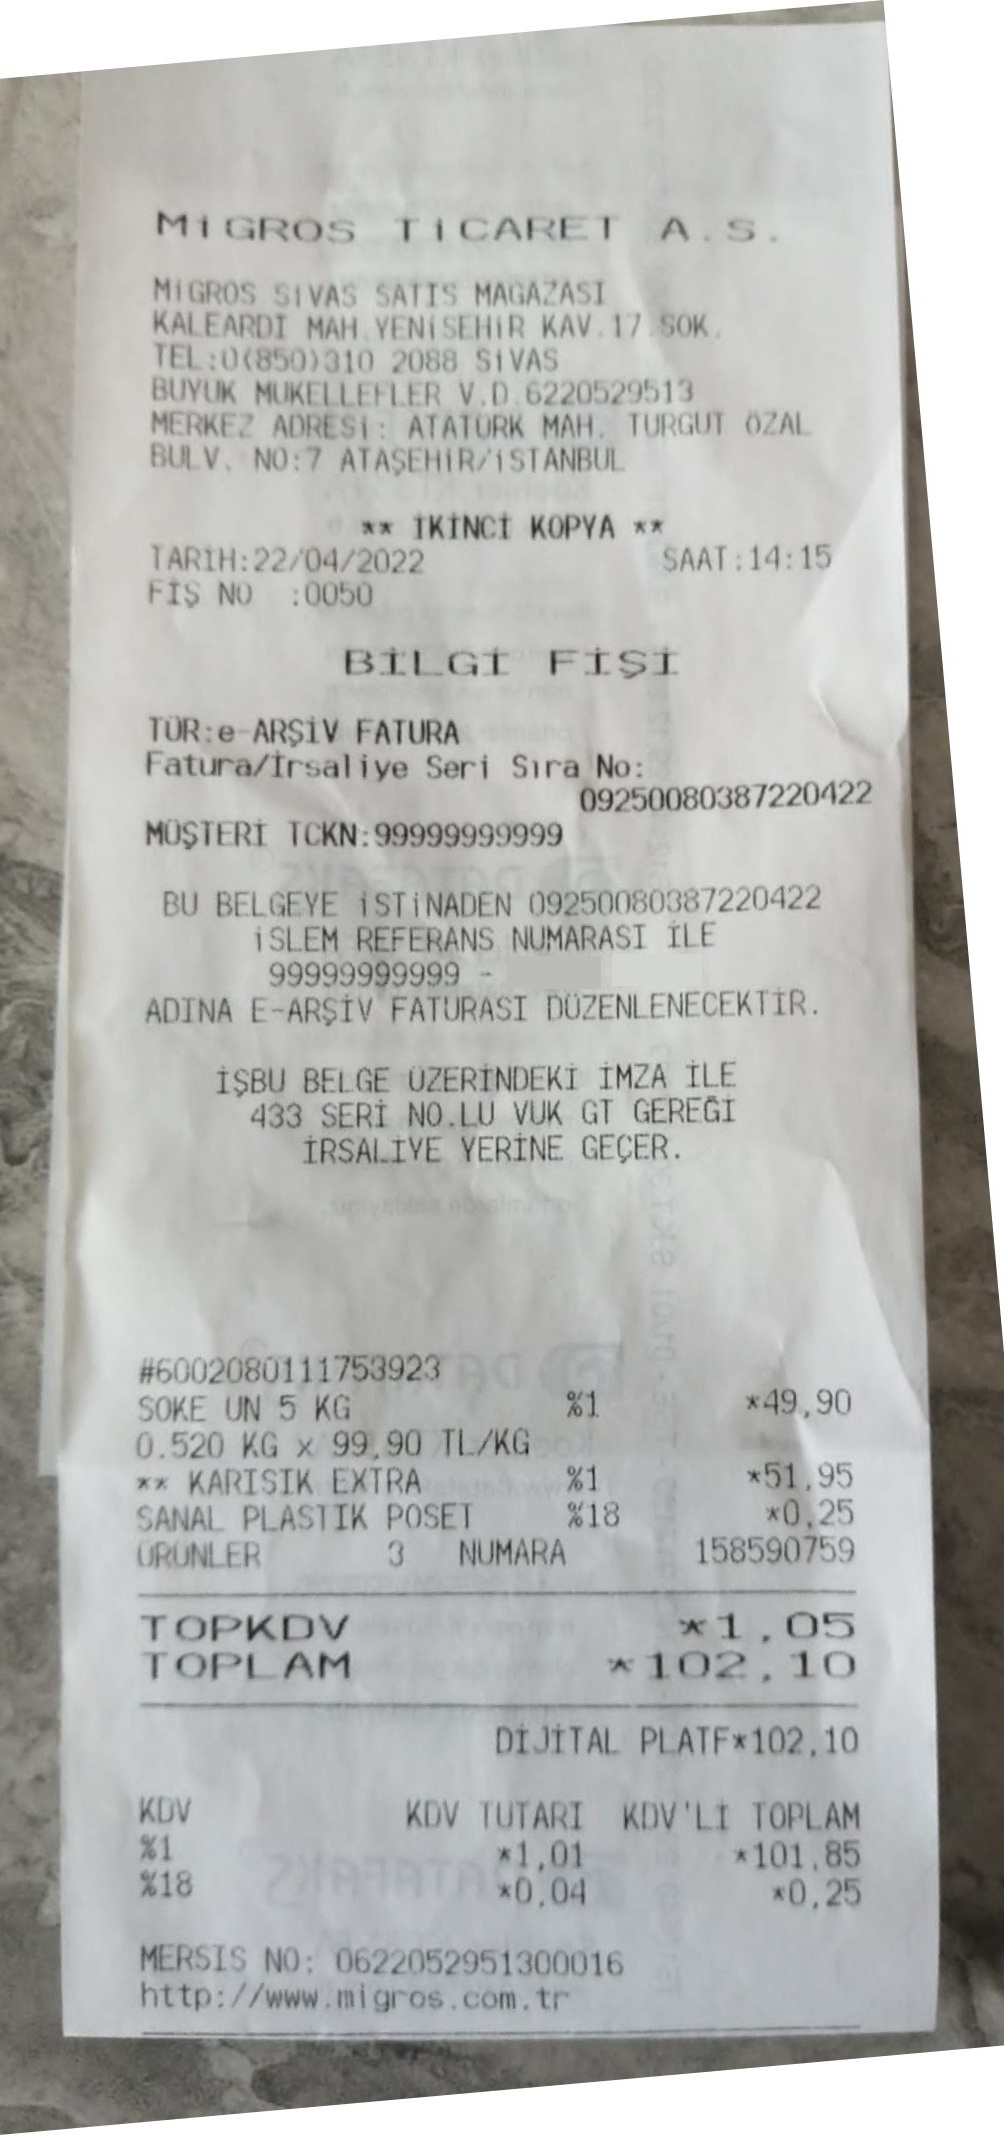 MİGROS TİCARET A.S.
MİGROS SİVAS SATIS MAGAZASI
KALEARDI MAH.YENİSEHİR KAV.17.SOK.
TEL:0(850)310 2088 SİVAS
BUYUK MUKELLEFLER V.D.6220529513
MERKEZ ADRESİ: ATATÜRK MAH. TURGUT ÖZAL
BULV. NO:7 ATAŞEHİR/İSTANBUL
** İKİNCİ KOPYA **
TARİH:22/04/2022 SAAT:14:15
FİŞ NO :0050
BİLGİ FİŞİ
TÜR:e-ARŞİV FATURA
Fatura/İrsaliye Seri Sıra No:
09250080387220422
MÜŞTERİ TCKN:99999999999
BU BELGEYE İSTİNADEN 09250080387220422
İSLEM REFERANS NUMARASI İLE
99999999999 -
ADINA E-ARŞİV FATURASI DÜZENLENECEKTİR.
İŞBU BELGE ÜZERİNDEKİ İMZA İLE
433 SERİ NO.LU VUK GT GEREĞİ
İRSALİYE YERİNE GEÇER.
#6002080111753923
SOKE UN 5 KG %1 *49,90
0.520 KG x 99,90 TL/KG
** KARISIK EXTRA %1 *51,95
SANAL PLASTIK POSET %18 *0,25
ÜRÜNLER 3 NUMARA 158590759
TOPKDV *1,05
TOPLAM *102,10
DİJİTAL PLATF*102,10
KDV KDV TUTARI KDV'Lİ TOPLAM
%1 *1,01 *101,85
%18 *0,04 *0,25
MERSIS NO: 0622052951300016
http://www.migros.com.tr